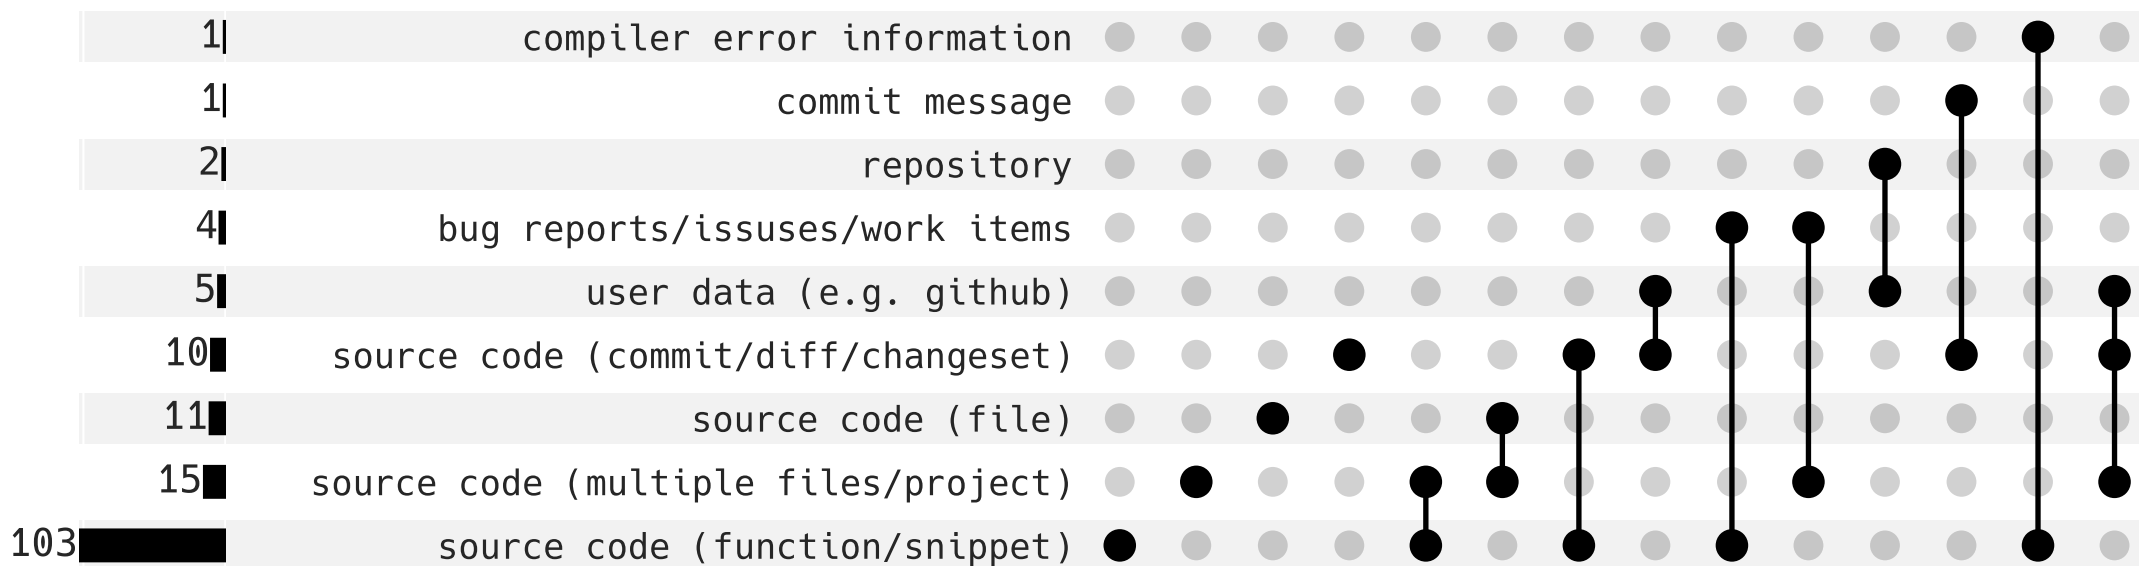 1 compiler error information
1 commit message
2 repository
4 bug reports/issuses/work items
5 user data (e.g. github)
10 source code (commit/diff/changeset)
11 source code (file)
15 source code (multiple files/project)
103 source code (function/snippet)